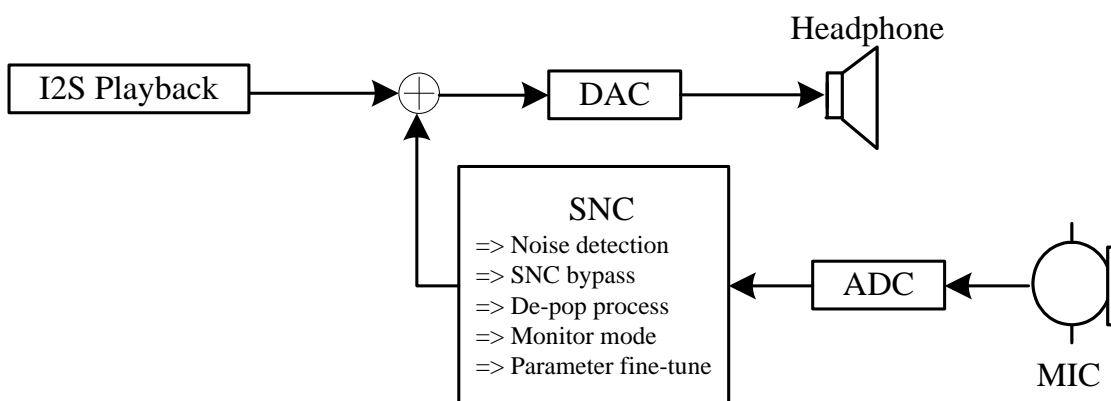 Headphone
I2S Playback
DAC
SNC
=> Noise detection
=> SNC bypass
=> De-pop process
=> Monitor mode
=> Parameter fine-tune
ADC
MIC